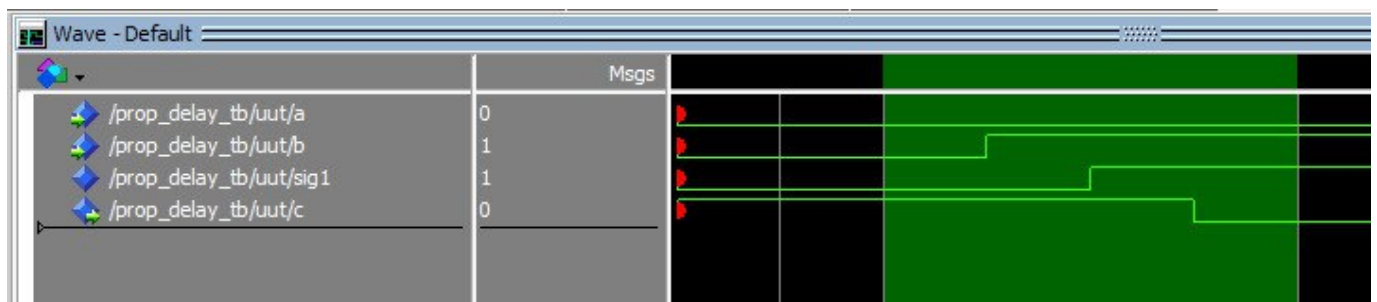 Wave - Default
Msgs
/prop_delay_tb/uut/a 0
/prop_delay_tb/uut/b 1
/prop_delay_tb/uut/sig1 1
/prop_delay_tb/uut/c 0